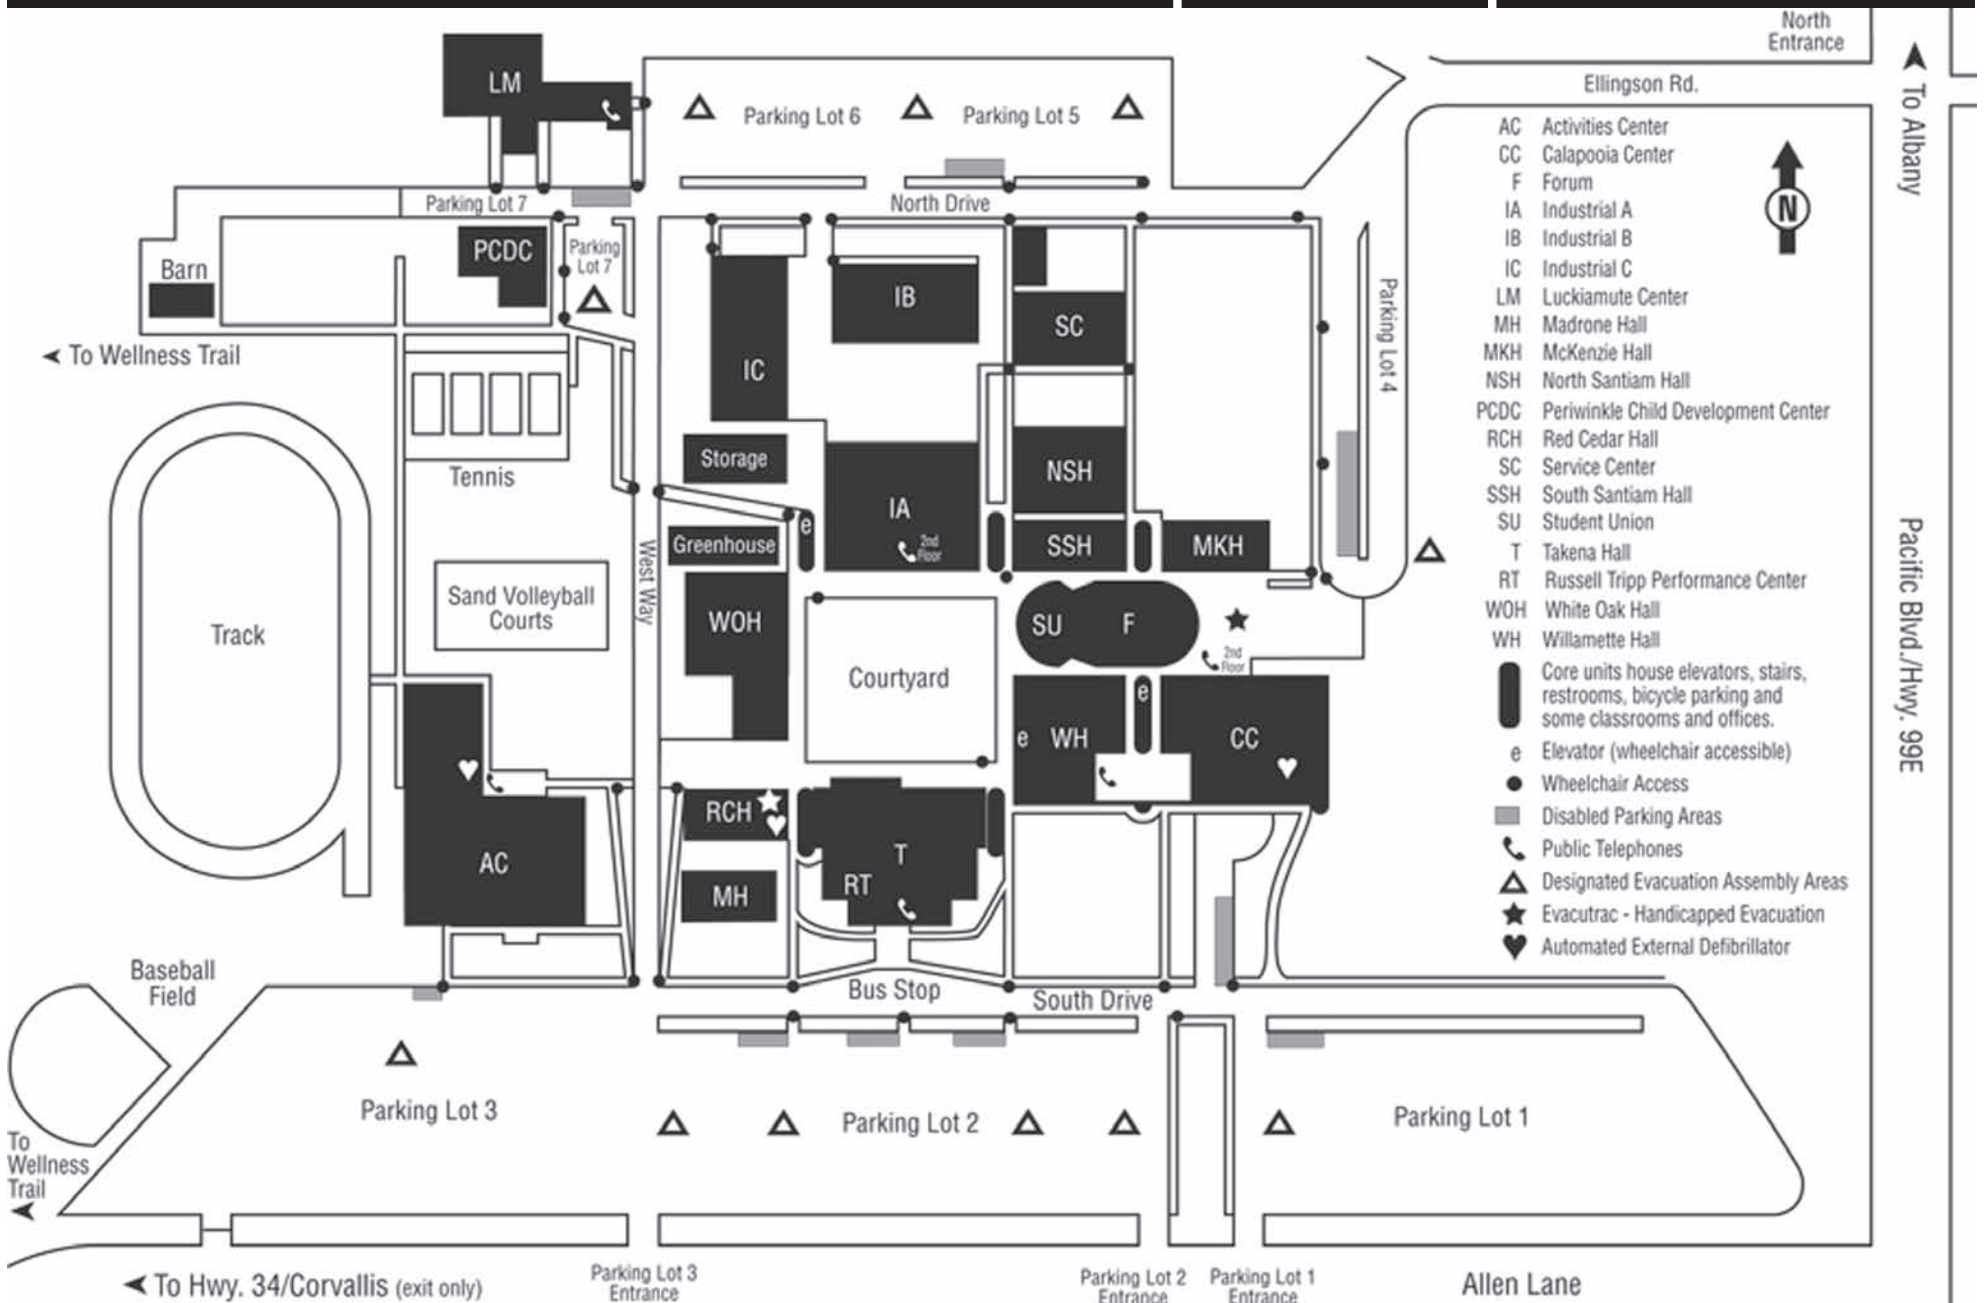 North
Entrance
Ellingson Rd.
To Albany
Pacific Blvd./Hwy. 99E
LM
Parking Lot 6
Parking Lot 5
Parking Lot 7
North Drive
PCDC
Parking
Lot 7
Barn
To Wellness Trail
IC
IB
SC
Parking Lot 4
N
AC Activities Center
CC Calapooia Center
F Forum
IA Industrial A
IB Industrial B
IC Industrial C
LM Luckiamute Center
MH Madrone Hall
MKH McKenzie Hall
NSH North Santiam Hall
PCDC Periwinkle Child Development Center
RCH Red Cedar Hall
SC Service Center
SSH South Santiam Hall
SU Student Union
T Takena Hall
RT Russell Tripp Performance Center
WOH White Oak Hall
WH Willamette Hall
Core units house elevators, stairs,
restrooms, bicycle parking and
some classrooms and offices.
e Elevator (wheelchair accessible)
Wheelchair Access
Disabled Parking Areas
Public Telephones
Designated Evacuation Assembly Areas
Evacutrac - Handicapped Evacuation
Automated External Defibrillator
Tennis
Storage
IA
2nd
Floor
NSH
e
Greenhouse
SSH
MKH
West Way
Sand Volleyball
Courts
Track
WOH
Courtyard
SU
F
2nd
Floor
e
e
WH
CC
RCH
T
RT
MH
AC
Baseball
Field
Bus Stop
South Drive
Parking Lot 3
Parking Lot 2
Parking Lot 1
To
Wellness
Trail
To Hwy. 34/Corvallis (exit only)
Parking Lot 3
Entrance
Parking Lot 2
Entrance
Parking Lot 1
Entrance
Allen Lane